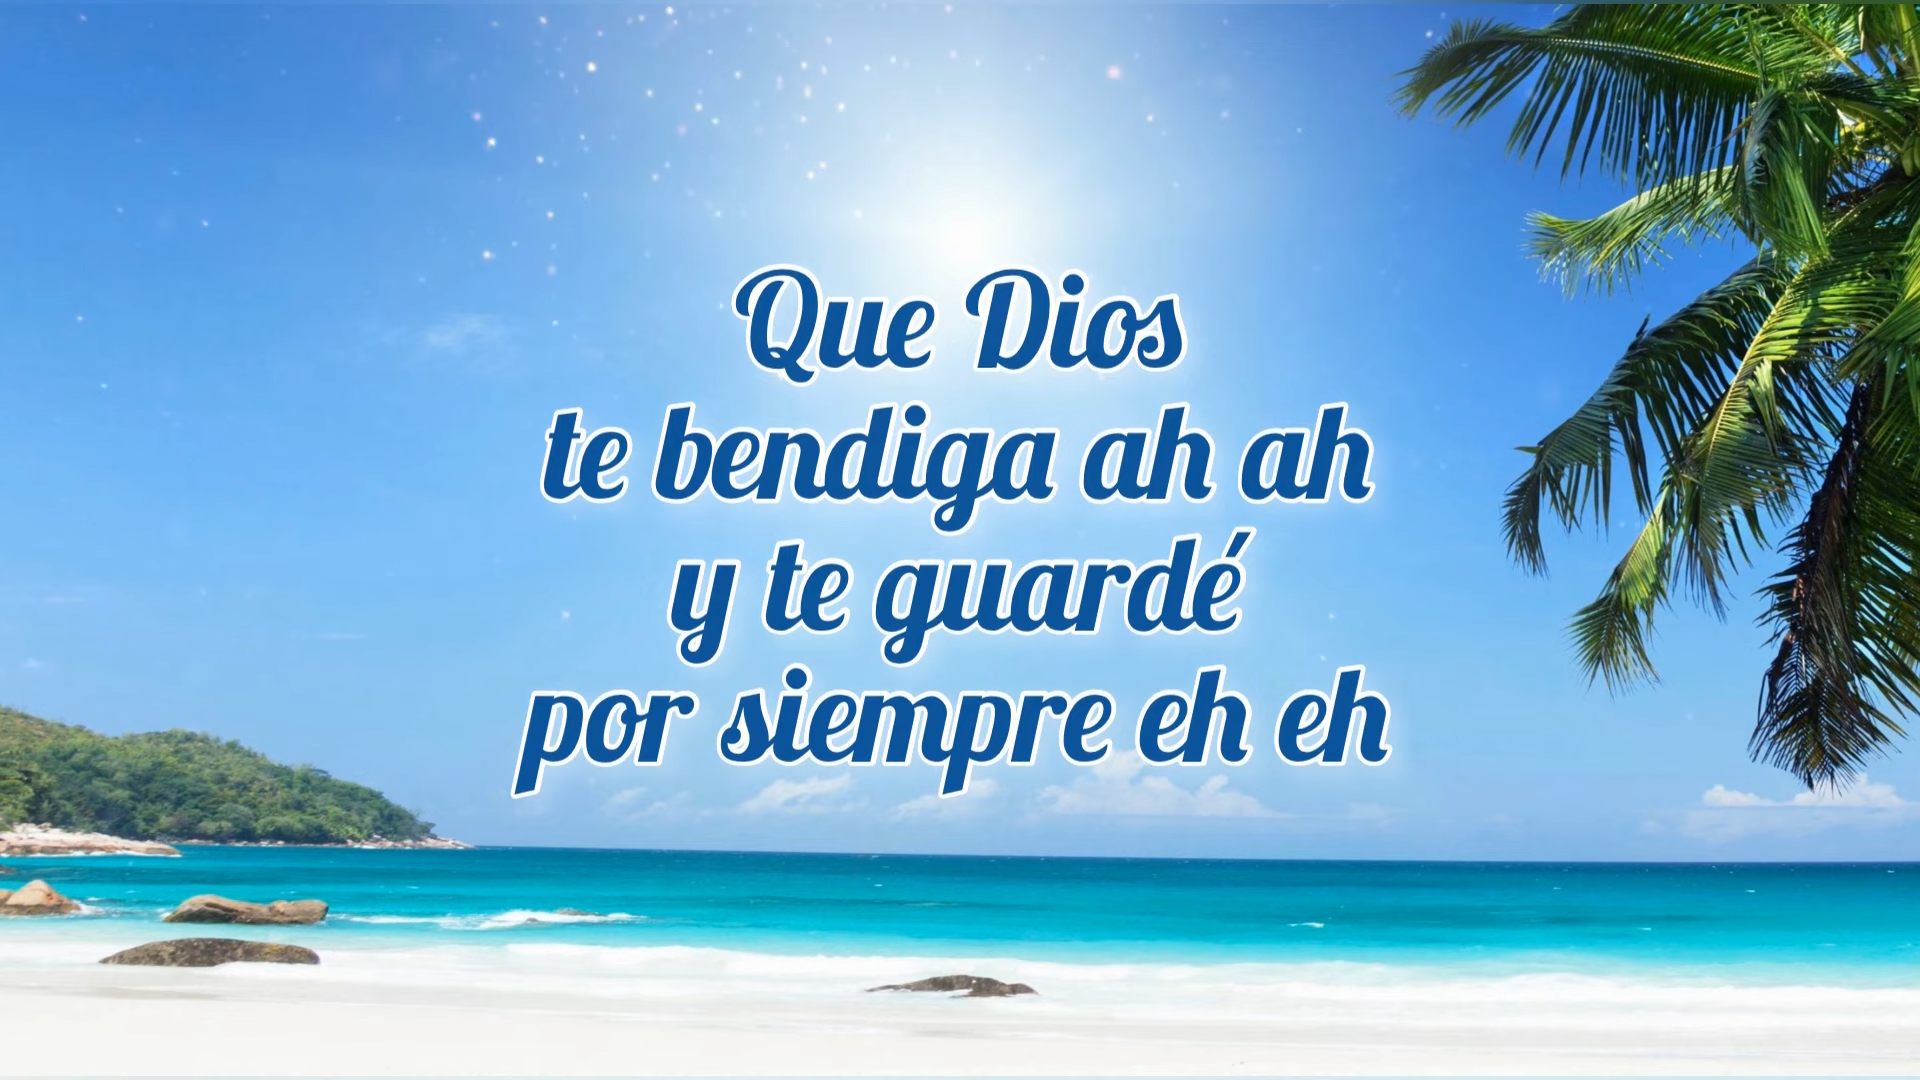 Que Dios
te bendiga ah ah
y te guardé
por siempre eh eh